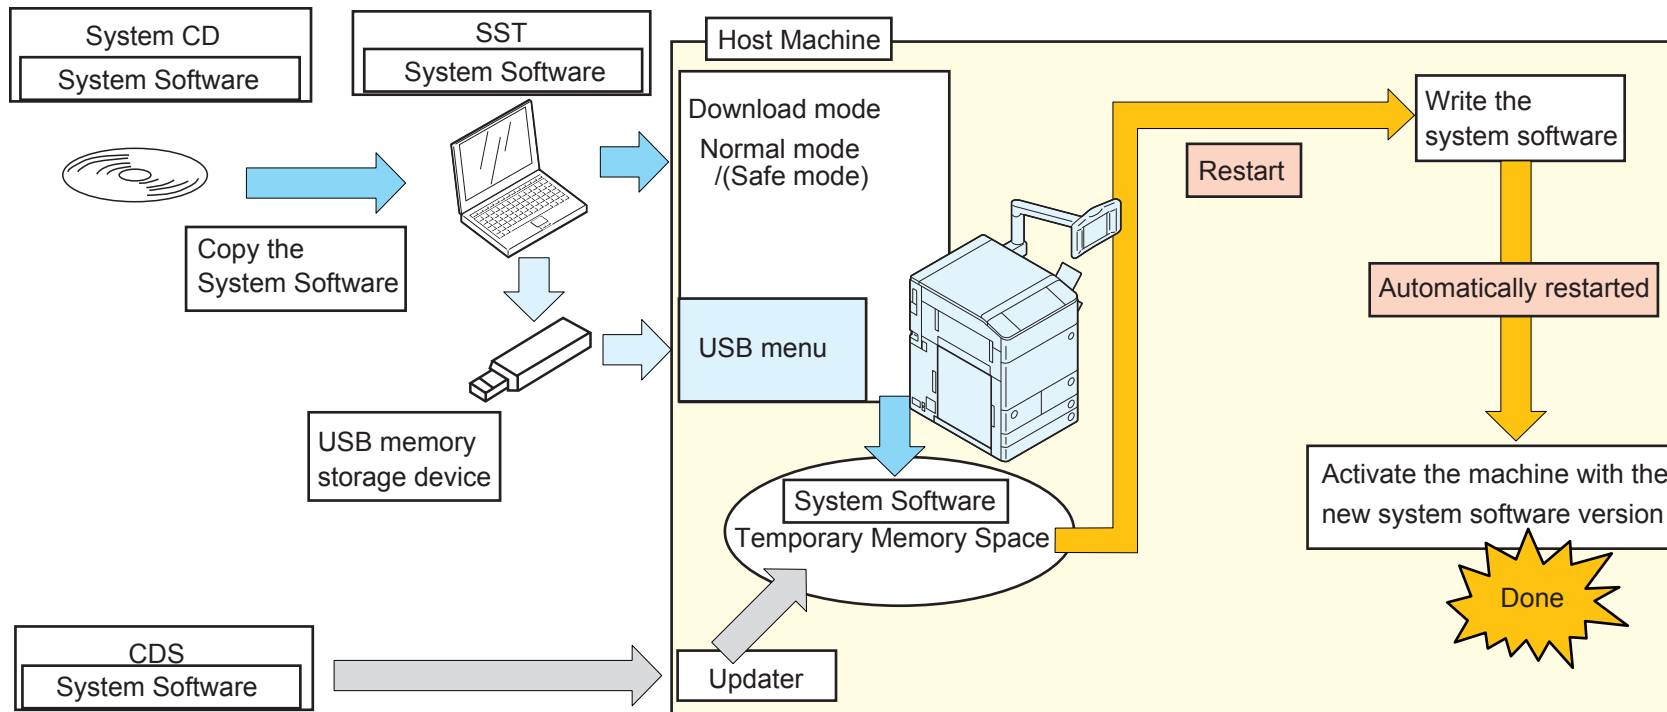 System CD
System Software
SST
System Software
Host Machine
Download mode
Normal mode
/(Safe mode)
Write the
system software
Restart
Copy the
System Software
Automatically restarted
USB menu
USB memory
storage device
System Software
Temporary Memory Space
Activate the machine with the
new system software version
Done
CDS
System Software
Updater